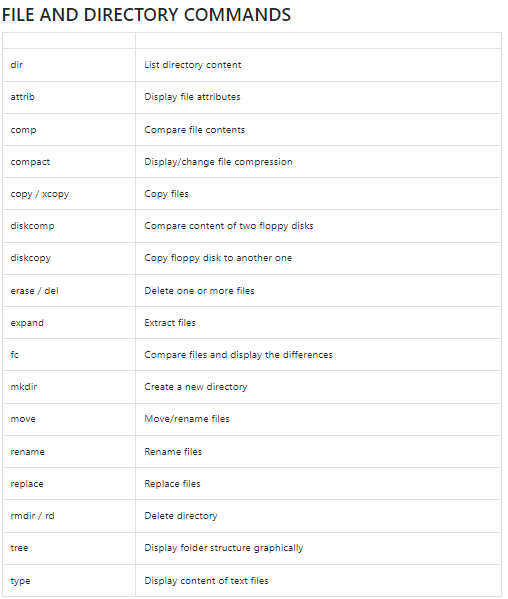 FILE AND DIRECTORY COMMANDS
dir List directory content
attrib Display file attributes
comp Compare file contents
compact Display/change file compression
copy / xcopy Copy files
diskcomp Compare content of two floppy disks
diskcopy Copy floppy disk to another one
erase / del Delete one or more files
expand Extract files
fc Compare files and display the differences
mkdir Create a new directory
move Move/rename files
rename Rename files
replace Replace files
rmdir / rd Delete directory
tree Display folder structure graphically
type Display content of text files